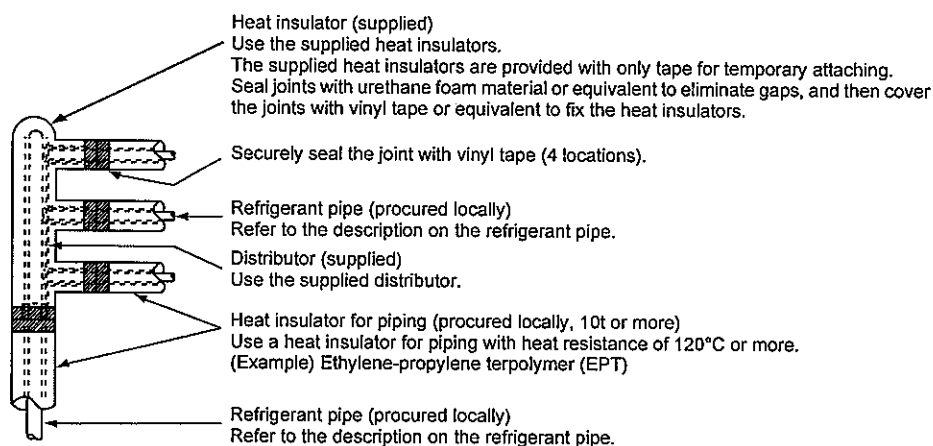 Heat insulator (supplied)
Use the supplied heat insulators.
The supplied heat insulators are provided with only tape for temporary attaching.
Seal joints with urethane foam material or equivalent to eliminate gaps, and then cover
the joints with vinyl tape or equivalent to fix the heat insulators.
Securely seal the joint with vinyl tape (4 locations).
Refrigerant pipe (procured locally)
Refer to the description on the refrigerant pipe.
Distributor (supplied)
Use the supplied distributor.
Heat insulator for piping (procured locally, 10t or more)
Use a heat insulator for piping with heat resistance of 120°C or more.
(Example) Ethylene-propylene terpolymer (EPT)
Refrigerant pipe (procured locally)
Refer to the description on the refrigerant pipe.